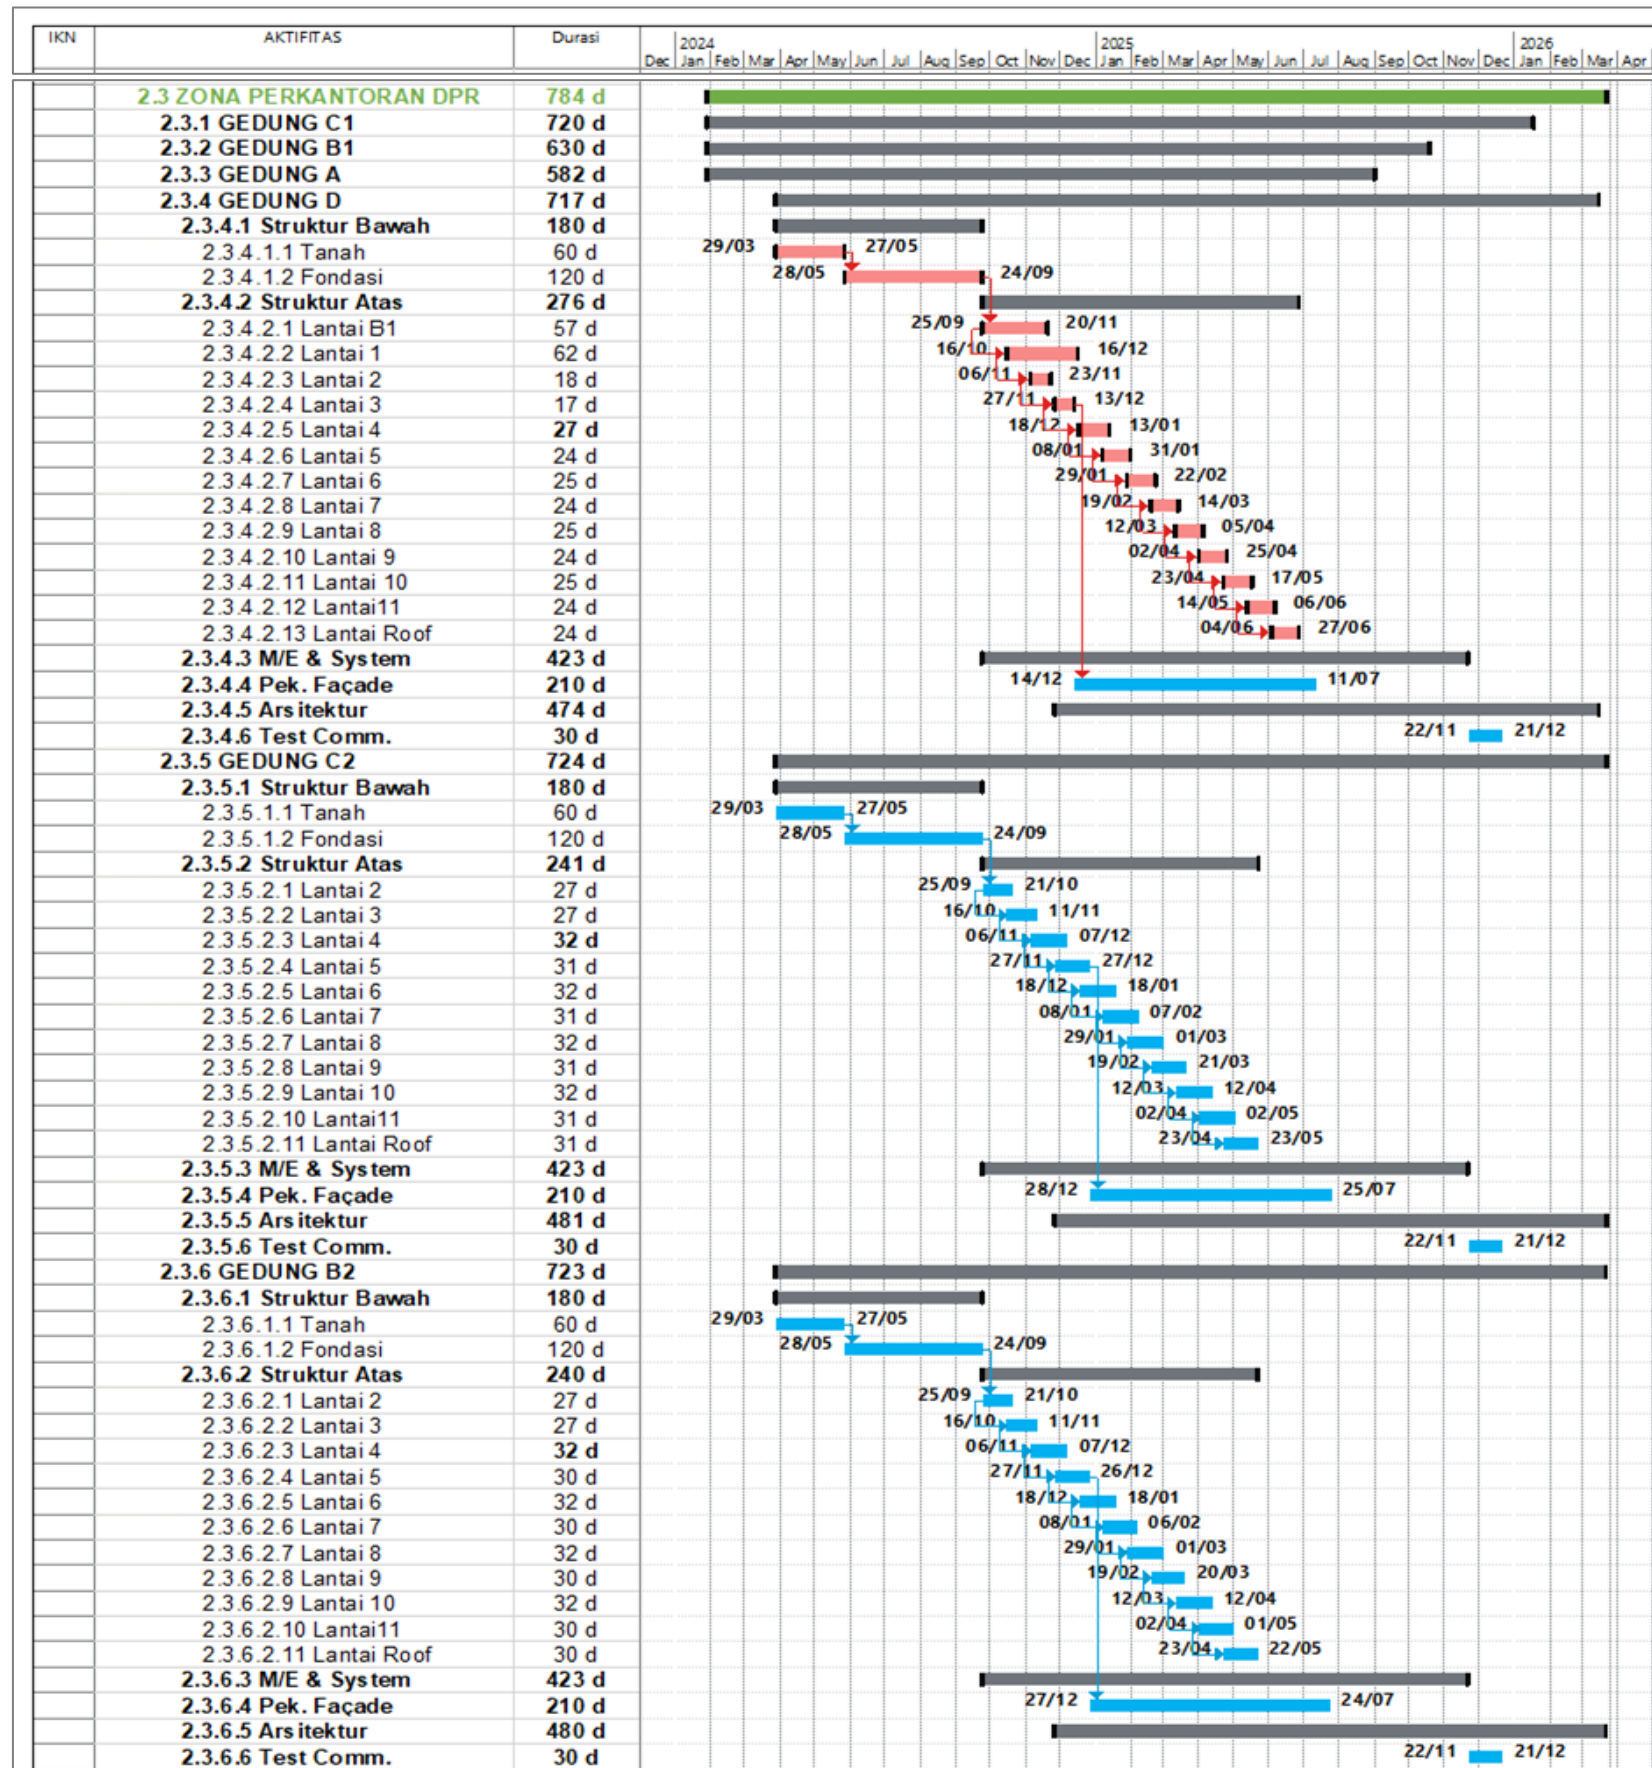 IKN AKTIFITAS Durasi 2024 2025 2026
Dec Jan Feb Mar Apr May Jun Jul Aug Sep Oct Nov Dec Jan Feb Mar Apr May Jun Jul Aug Sep Oct Nov Dec Jan Feb Mar Apr
2.3 ZONA PERKANTORAN DPR 784 d
2.3.1 GEDUNG C1 720 d
2.3.2 GEDUNG B1 630 d
2.3.3 GEDUNG A 582 d
2.3.4 GEDUNG D 717 d
2.3.4.1 Struktur Bawah 180 d
2.3.4.1.1 Tanah 60 d 29/03 27/05
2.3.4.1.2 Fondasi 120 d 28/05 24/09
2.3.4.2 Struktur Atas 276 d
2.3.4.2.1 Lantai B1 57 d 25/09 20/11
2.3.4.2.2 Lantai 1 62 d 16/10 16/12
2.3.4.2.3 Lantai 2 18 d 06/11 23/11
2.3.4.2.4 Lantai 3 17 d 27/11 13/12
2.3.4.2.5 Lantai 4 27 d 18/12 13/01
2.3.4.2.6 Lantai 5 24 d 08/01 31/01
2.3.4.2.7 Lantai 6 25 d 29/01 22/02
2.3.4.2.8 Lantai 7 24 d 19/02 14/03
2.3.4.2.9 Lantai 8 25 d 12/03 05/04
2.3.4.2.10 Lantai 9 24 d 02/04 25/04
2.3.4.2.11 Lantai 10 25 d 23/04 17/05
2.3.4.2.12 Lantai11 24 d 14/05 06/06
2.3.4.2.13 Lantai Roof 24 d 04/06 27/06
2.3.4.3 M/E & System 423 d
2.3.4.4 Pek. Façade 210 d 14/12 11/07
2.3.4.5 Arsitektur 474 d
2.3.4.6 Test Comm. 30 d 22/11 21/12
2.3.5 GEDUNG C2 724 d
2.3.5.1 Struktur Bawah 180 d
2.3.5.1.1 Tanah 60 d 29/03 27/05
2.3.5.1.2 Fondasi 120 d 28/05 24/09
2.3.5.2 Struktur Atas 241 d
2.3.5.2.1 Lantai 2 27 d 25/09 21/10
2.3.5.2.2 Lantai 3 27 d 16/10 11/11
2.3.5.2.3 Lantai 4 32 d 06/11 07/12
2.3.5.2.4 Lantai 5 31 d 27/11 27/12
2.3.5.2.5 Lantai 6 32 d 18/12 18/01
2.3.5.2.6 Lantai 7 31 d 08/01 07/02
2.3.5.2.7 Lantai 8 32 d 29/01 01/03
2.3.5.2.8 Lantai 9 31 d 19/02 21/03
2.3.5.2.9 Lantai 10 32 d 12/03 12/04
2.3.5.2.10 Lantai11 31 d 02/04 02/05
2.3.5.2.11 Lantai Roof 31 d 23/04 23/05
2.3.5.3 M/E & System 423 d
2.3.5.4 Pek. Façade 210 d 28/12 25/07
2.3.5.5 Arsitektur 481 d
2.3.5.6 Test Comm. 30 d 22/11 21/12
2.3.6 GEDUNG B2 723 d
2.3.6.1 Struktur Bawah 180 d
2.3.6.1.1 Tanah 60 d 29/03 27/05
2.3.6.1.2 Fondasi 120 d 28/05 24/09
2.3.6.2 Struktur Atas 240 d
2.3.6.2.1 Lantai 2 27 d 25/09 21/10
2.3.6.2.2 Lantai 3 27 d 16/10 11/11
2.3.6.2.3 Lantai 4 32 d 06/11 07/12
2.3.6.2.4 Lantai 5 30 d 27/11 26/12
2.3.6.2.5 Lantai 6 32 d 18/12 18/01
2.3.6.2.6 Lantai 7 30 d 08/01 06/02
2.3.6.2.7 Lantai 8 32 d 29/01 01/03
2.3.6.2.8 Lantai 9 30 d 19/02 20/03
2.3.6.2.9 Lantai 10 32 d 12/03 12/04
2.3.6.2.10 Lantai11 30 d 02/04 01/05
2.3.6.2.11 Lantai Roof 30 d 23/04 22/05
2.3.6.3 M/E & System 423 d
2.3.6.4 Pek. Façade 210 d 27/12 24/07
2.3.6.5 Arsitektur 480 d
2.3.6.6 Test Comm. 30 d 22/11 21/12